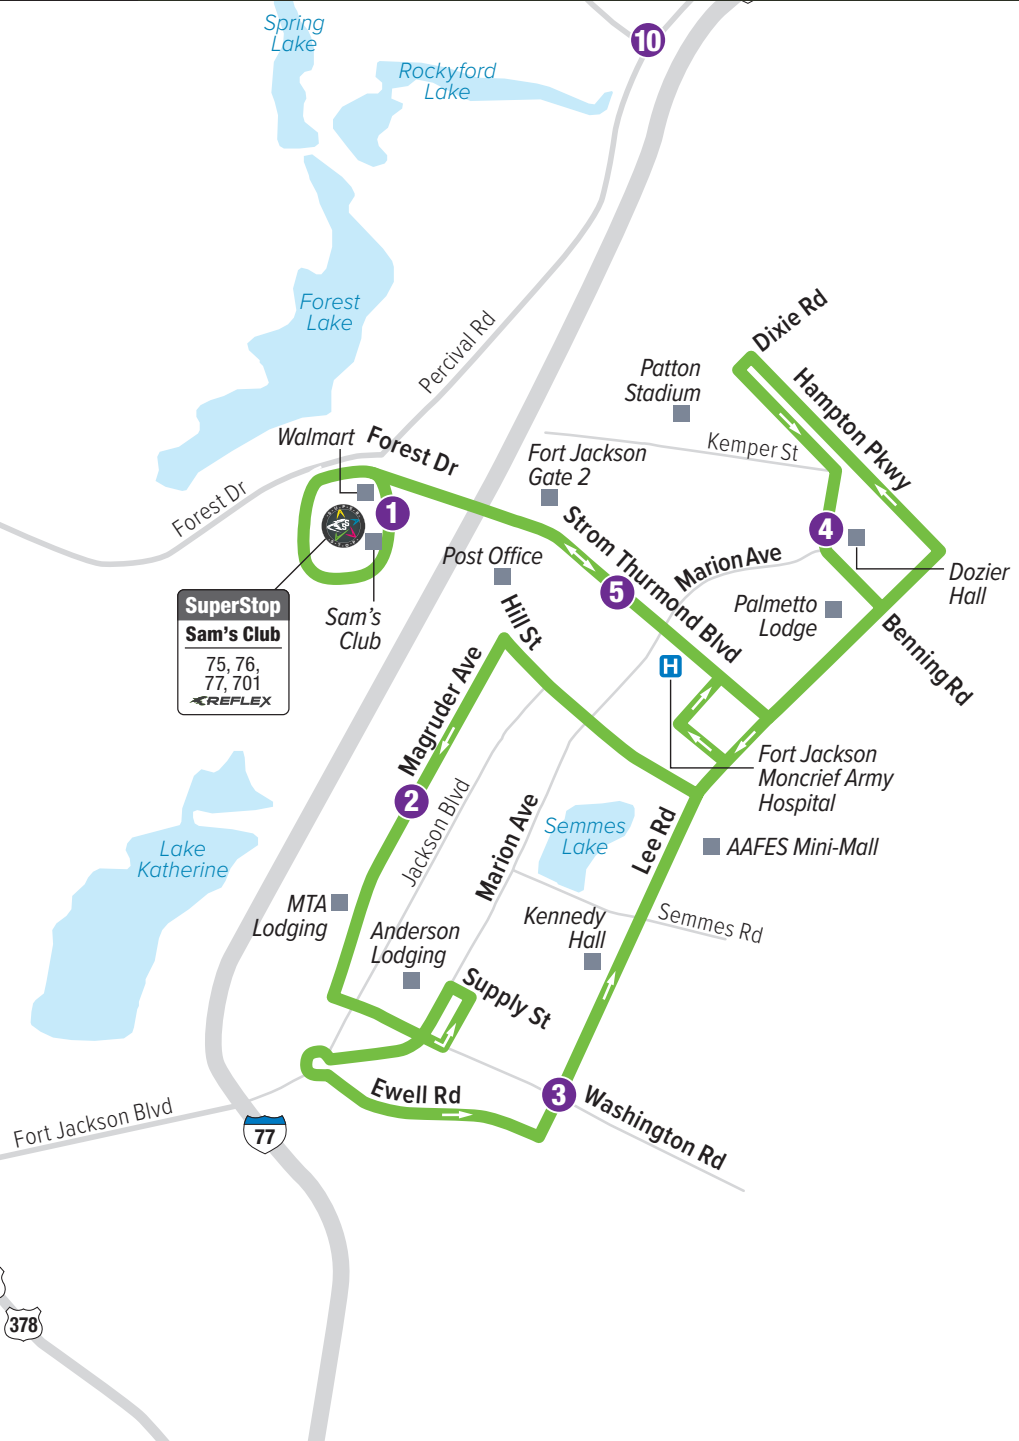 Spring
Lake
10
Rockyford
Lake
Forest
Lake
Percival Rd
Dixie Rd
Patton
Stadium
Hampton Pkwy
Kemper St
Walmart
Forest Dr
Fort Jackson
Gate 2
Forest Dr
1
4
Strom Thurmond Blvd
Post Office
Marion Ave
Dozier
Hall
SuperStop
Sam's Club
75, 76,
77, 701
REFLEX
Sam's
Club
5
Hill St
Palmetto
Lodge
Benning Rd
H
Magruder Ave
Fort Jackson
Moncrief Army
Hospital
2
Jackson Blvd
Marion Ave
Semmes
Lake
Lee Rd
AAFES Mini-Mall
Lake
Katherine
MTA
Lodging
Anderson
Lodging
Kennedy
Hall
Semmes Rd
Supply St
Ewell Rd
3
Washington Rd
Fort Jackson Blvd
77
378